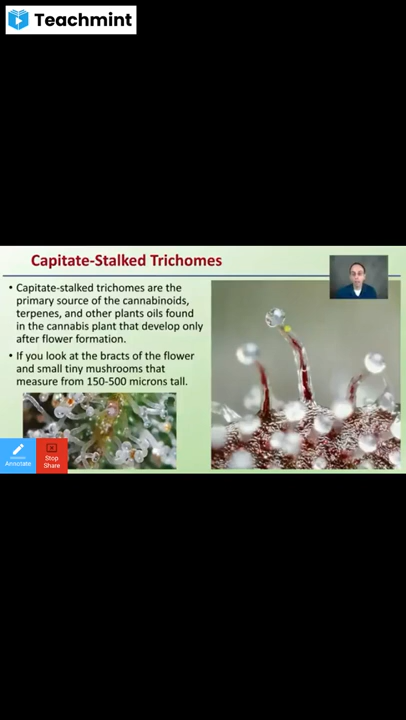 Teachmint
Capitate-Stalked Trichomes
• Capitate-stalked trichomes are the
primary source of the cannabinoids,
terpenes, and other plants oils found
in the cannabis plant that develop only
after flower formation.
• If you look at the bracts of the flower
and small tiny mushrooms that
measure from 150-500 microns tall.
Annotate
Stop
Share